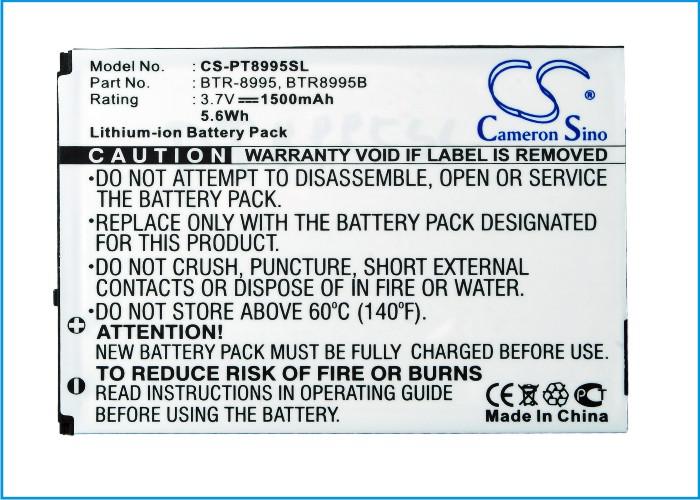 Model No.  : CS-PT8995SL
Part No.   : BTR-8995, BTR8995B
Rating     : 3.7V⎓1500mAh
5.6Wh
Lithium-ion Battery Pack
CS ®
Cameron Sino
CAUTION WARRANTY VOID IF LABEL IS REMOVED
•DO NOT ATTEMPT TO DISASSEMBLE, OPEN OR SERVICE
THE BATTERY PACK.
•REPLACE ONLY WITH THE BATTERY PACK DESIGNATED
FOR THIS PRODUCT.
•DO NOT CRUSH, PUNCTURE, SHORT EXTERNAL
CONTACTS OR DISPOSE OF IN FIRE OR WATER.
•DO NOT STORE ABOVE 60°C (140°F).
ATTENTION!
NEW BATTERY PACK MUST BE FULLY CHARGED BEFORE USE
TO REDUCE RISK OF FIRE OR BURNS
READ INSTRUCTIONS IN OPERATING GUIDE
BEFORE USING THE BATTERY.
CE PCT
Made In China